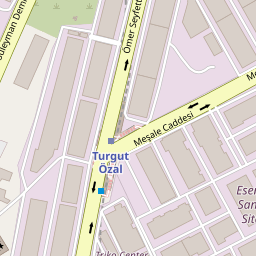 Ömer Seyfett
Süleyman Dem
Meşale Caddesi
Me
Turgut
Özal
Esen
San
Site
Triko Center